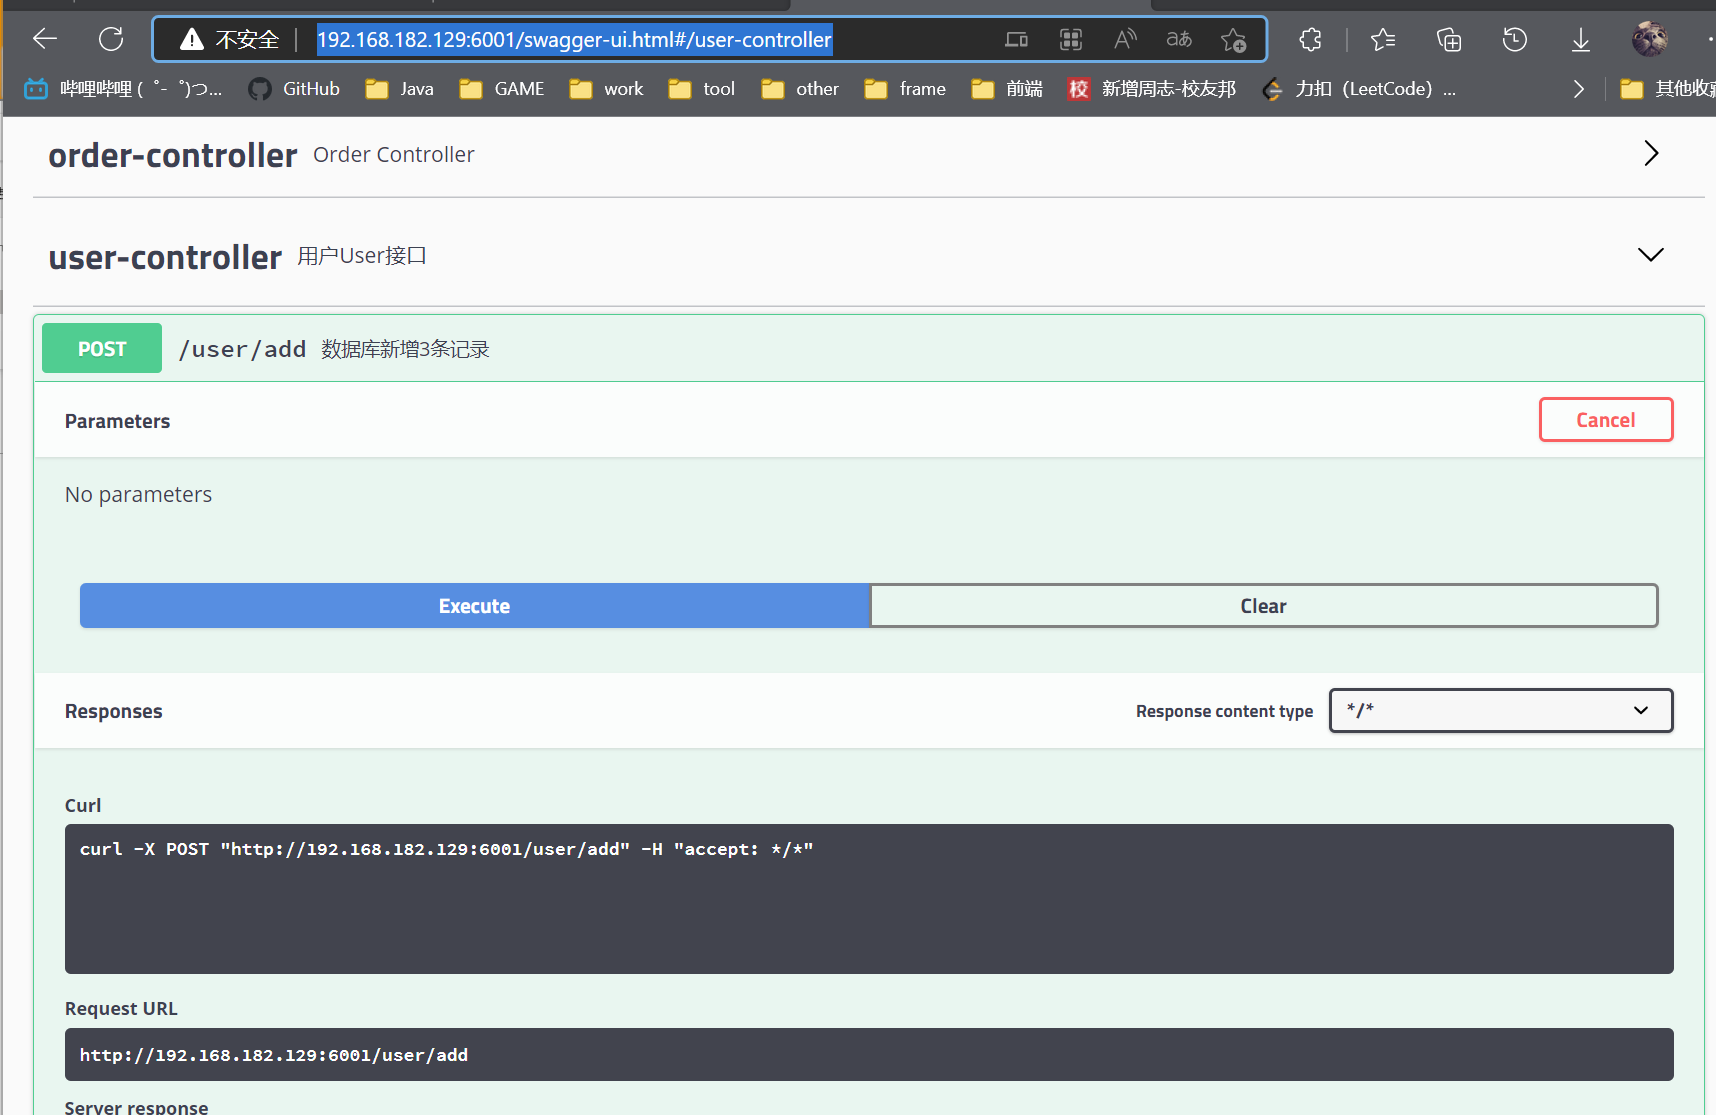 不安全 192.168.182.129:6001/swagger-ui.html#/user-controller
哔哩哔哩 (゜-゜)つ... GitHub Java GAME work tool other frame 前端 校 新增周志-校友邦 力扣（LeetCode）... 其他收藏
order-controller Order Controller
user-controller 用户User接口
POST /user/add 数据库新增3条记录
Parameters Cancel
No parameters
Execute Clear
Responses Response content type */*
Curl
curl -X POST "http://192.168.182.129:6001/user/add" -H "accept: */*"
Request URL
http://192.168.182.129:6001/user/add
Server response